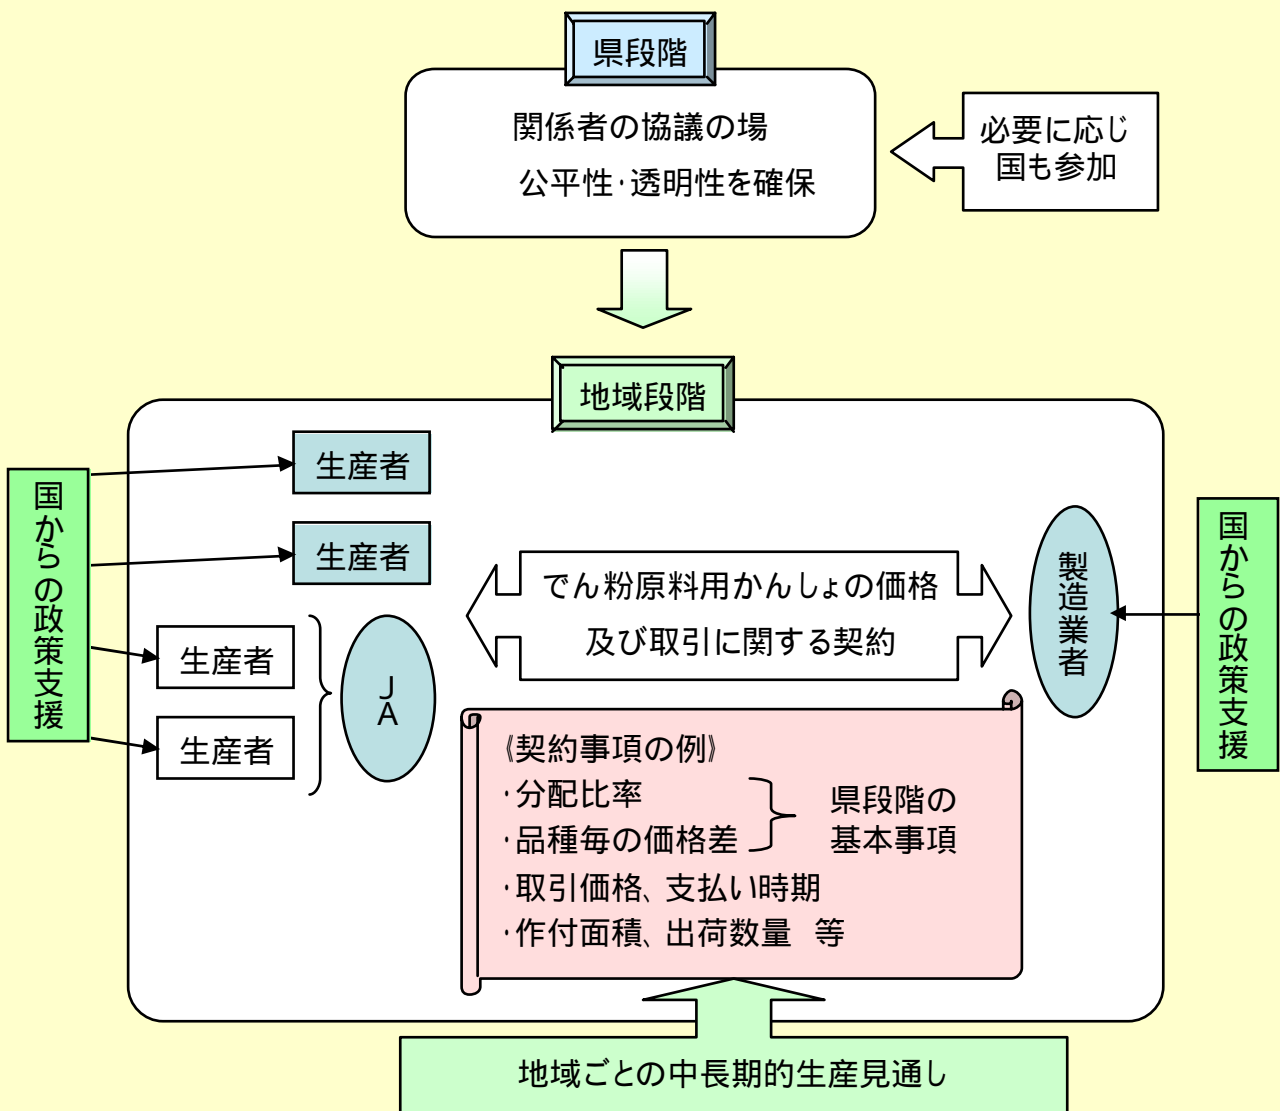 県段階
関係者の協議の場
公平性・透明性を確保
必要に応じ
国も参加
地域段階
国からの政策支援
生産者
生産者
生産者
生産者
JA
でん粉原料用かんしょの価格
及び取引に関する契約
製造業者
国からの政策支援
《契約事項の例》
・分配比率
・品種毎の価格差
県段階の
基本事項
・取引価格、支払い時期
・作付面積、出荷数量 等
地域ごとの中長期的生産見通し